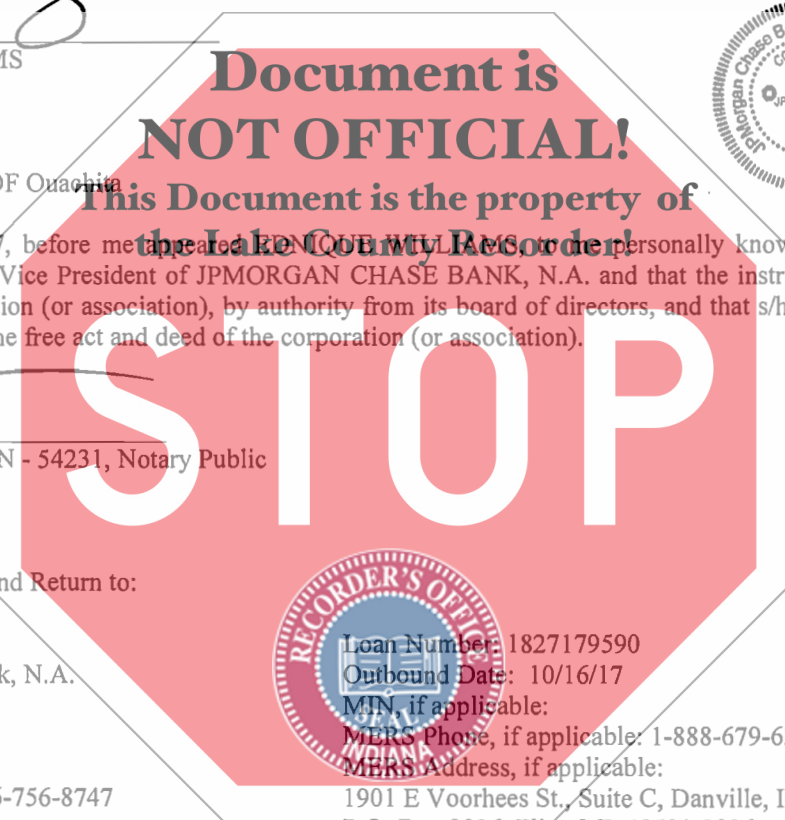 MS
Document is
NOT OFFICIAL!
JPMorgan Chase
OF Ouachita
This Document is the property of
the Lake County Recorder!
7, before me appeared EDNIQUE WILLIAMS, to me personally know
Vice President of JPMORGAN CHASE BANK, N.A. and that the instr
ion (or association), by authority from its board of directors, and that s/h
he free act and deed of the corporation (or association).
STOP
N - 54231, Notary Public
nd Return to:
RECORDER'S OFFICE
SEAL
INDIANA
Loan Number: 1827179590
k, N.A.
Outbound Date: 10/16/17
MIN, if applicable:
MERS Phone, if applicable: 1-888-679-6
MERS Address, if applicable:
-756-8747
1901 E Voorhees St., Suite C, Danville, I